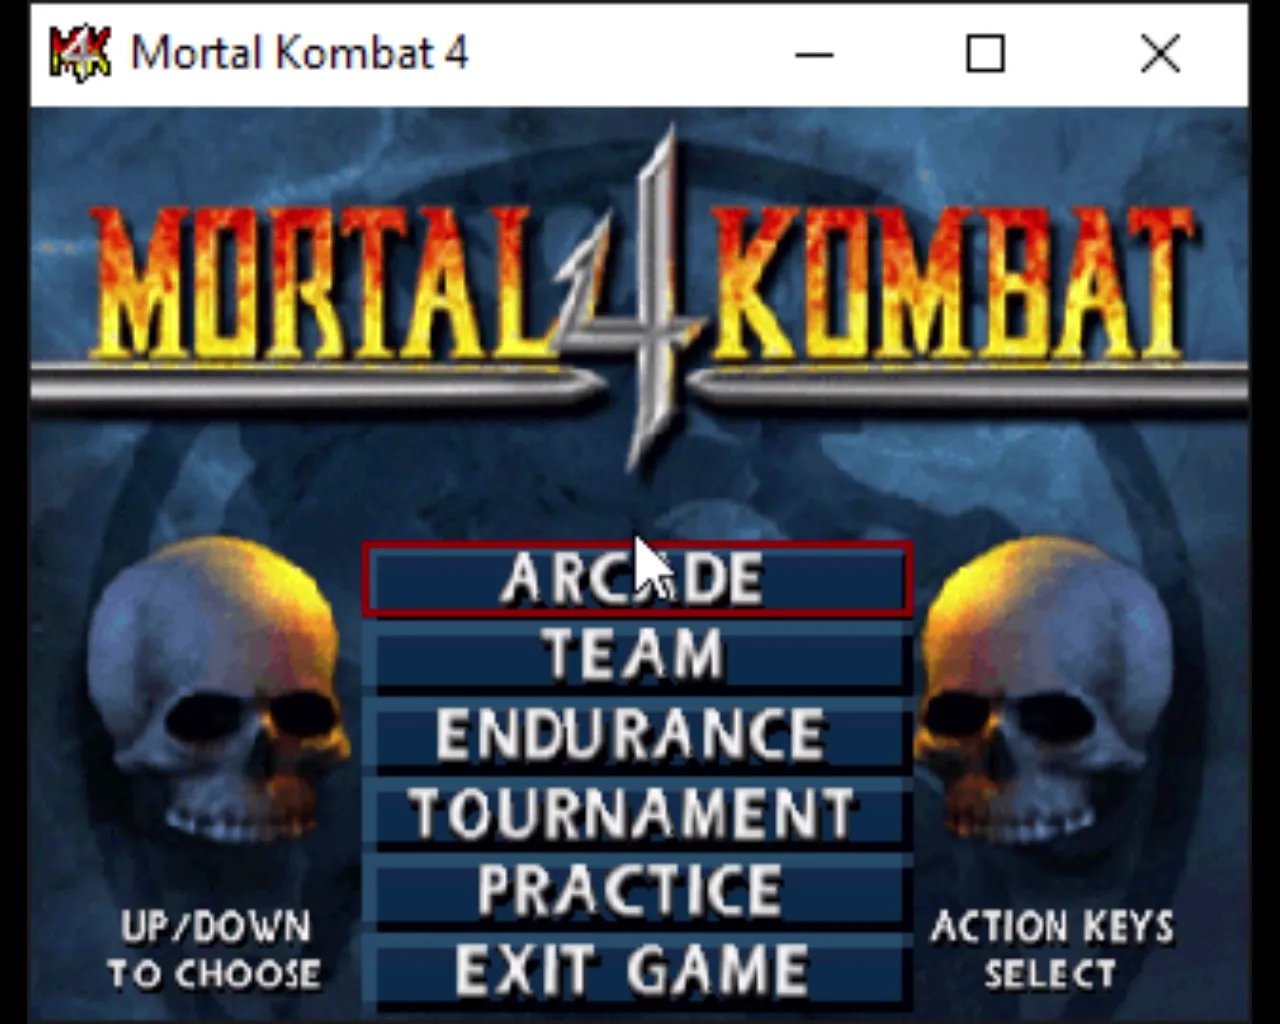 Mortal Kombat 4
MORTAL 4 KOMBAT
ARCADE
TEAM
ENDURANCE
TOURNAMENT
PRACTICE
EXIT GAME
UP/DOWN
TO CHOOSE
ACTION KEYS
SELECT